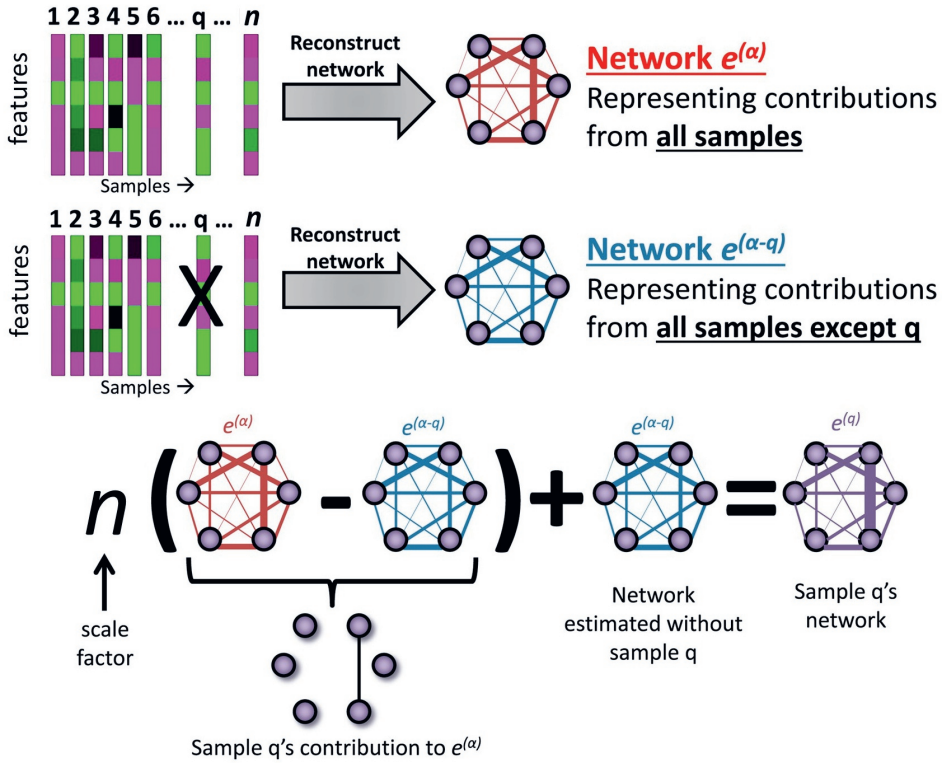 1 2 3 4 5 6 ... q ... n
features
Samples →
Reconstruct
network
Network e(α)
Representing contributions
from all samples
1 2 3 4 5 6 ... q ... n
features
X
Samples →
Reconstruct
network
Network e(α-q)
Representing contributions
from all samples except q
e(α) e(α-q) e(α-q) e(q)
n ( - ) + =
scale
factor
Network
estimated without
sample q
Sample q’s
network
Sample q’s contribution to e(α)